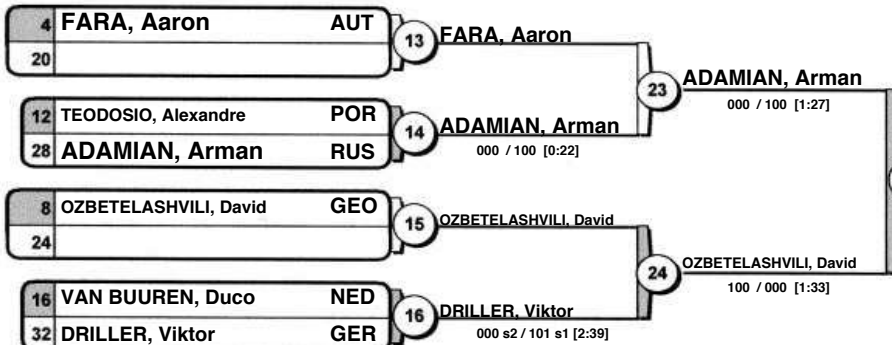 4 FARA, Aaron AUT
20
13 FARA, Aaron
12 TEODOSIO, Alexandre POR
28 ADAMIAN, Arman RUS
14 ADAMIAN, Arman
000 / 100 [0:22]
23 ADAMIAN, Arman
000 / 100 [1:27]
8 OZBETELASHVILI, David GEO
24
15 OZBETELASHVILI, David
16 VAN BUUREN, Duco NED
32 DRILLER, Viktor GER
16 DRILLER, Viktor
000 s2 / 101 s1 [2:39]
24 OZBETELASHVILI, David
100 / 000 [1:33]